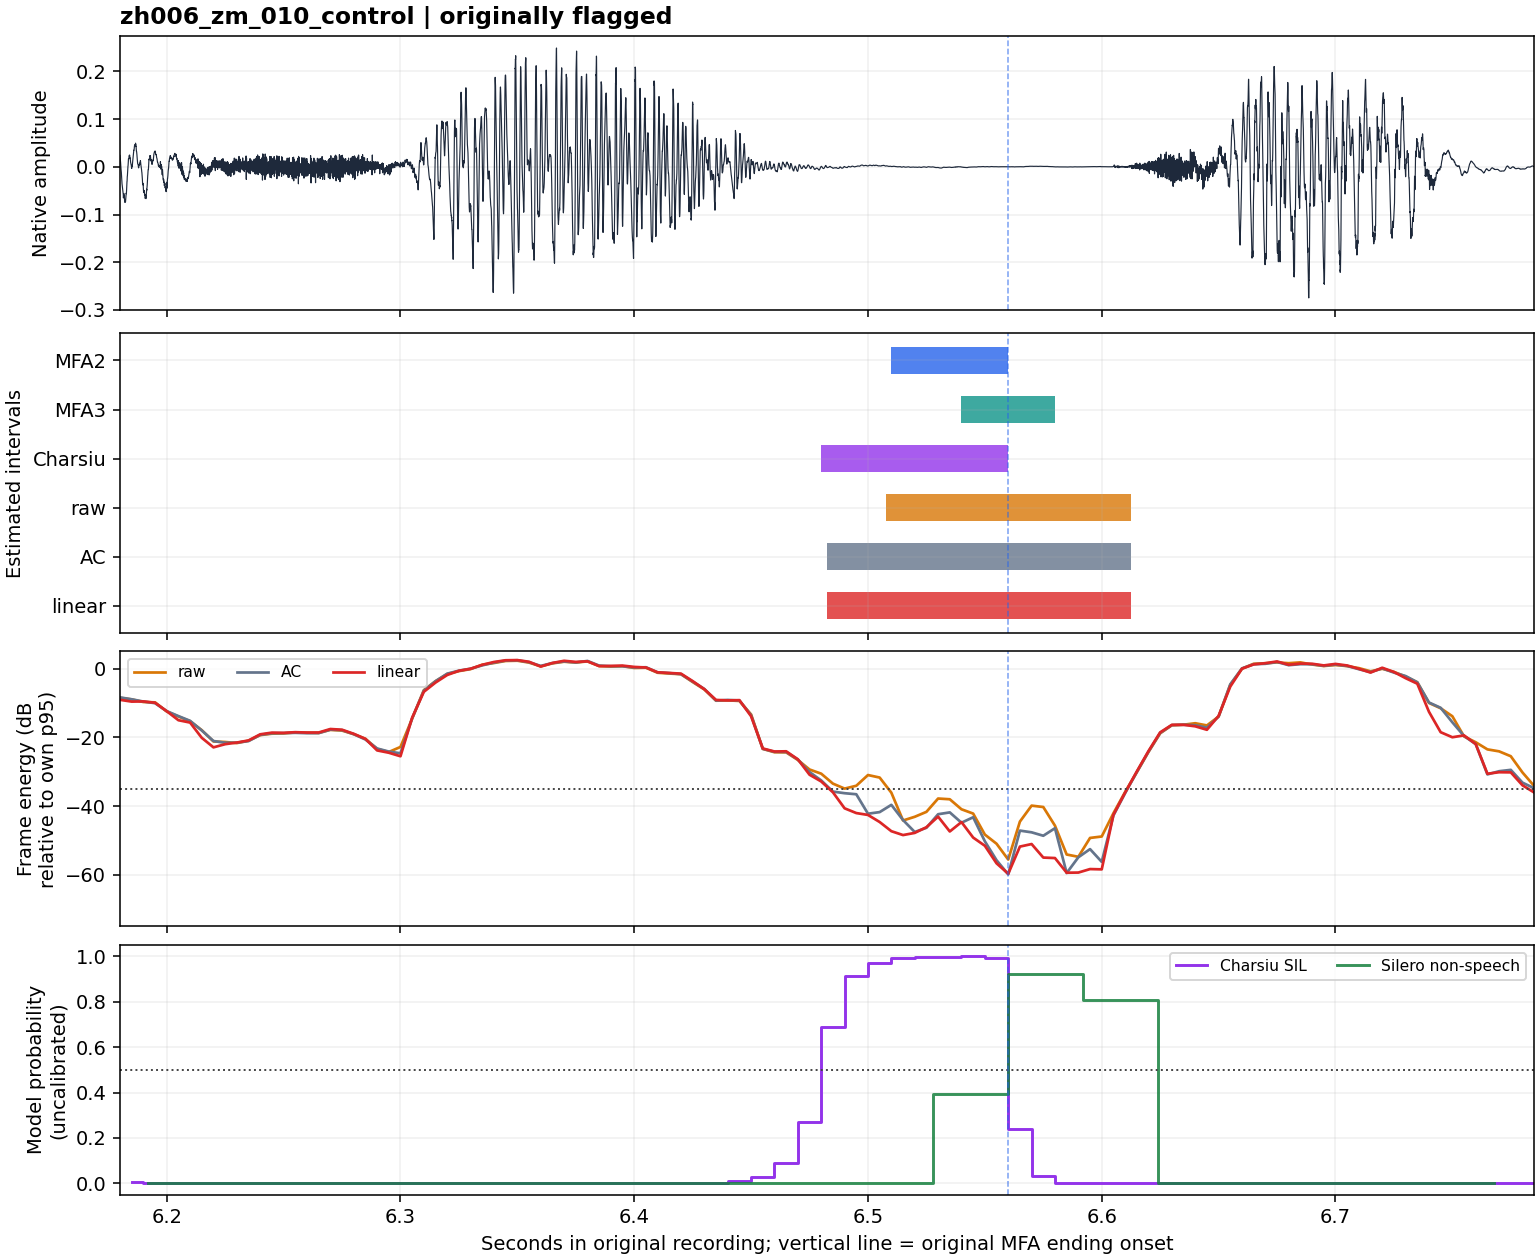 zh006_zm_010_control | originally flagged
Native amplitude
0.2
0.1
0.0
−0.1
−0.2
−0.3
Estimated intervals
MFA2
MFA3
Charsiu
raw
AC
linear
Frame energy (dB
relative to own p95)
0
−20
−40
−60
raw
AC
linear
Model probability
(uncalibrated)
1.0
0.8
0.6
0.4
0.2
0.0
Charsiu SIL
Silero non-speech
6.2
6.3
6.4
6.5
6.6
6.7
Seconds in original recording; vertical line = original MFA ending onset